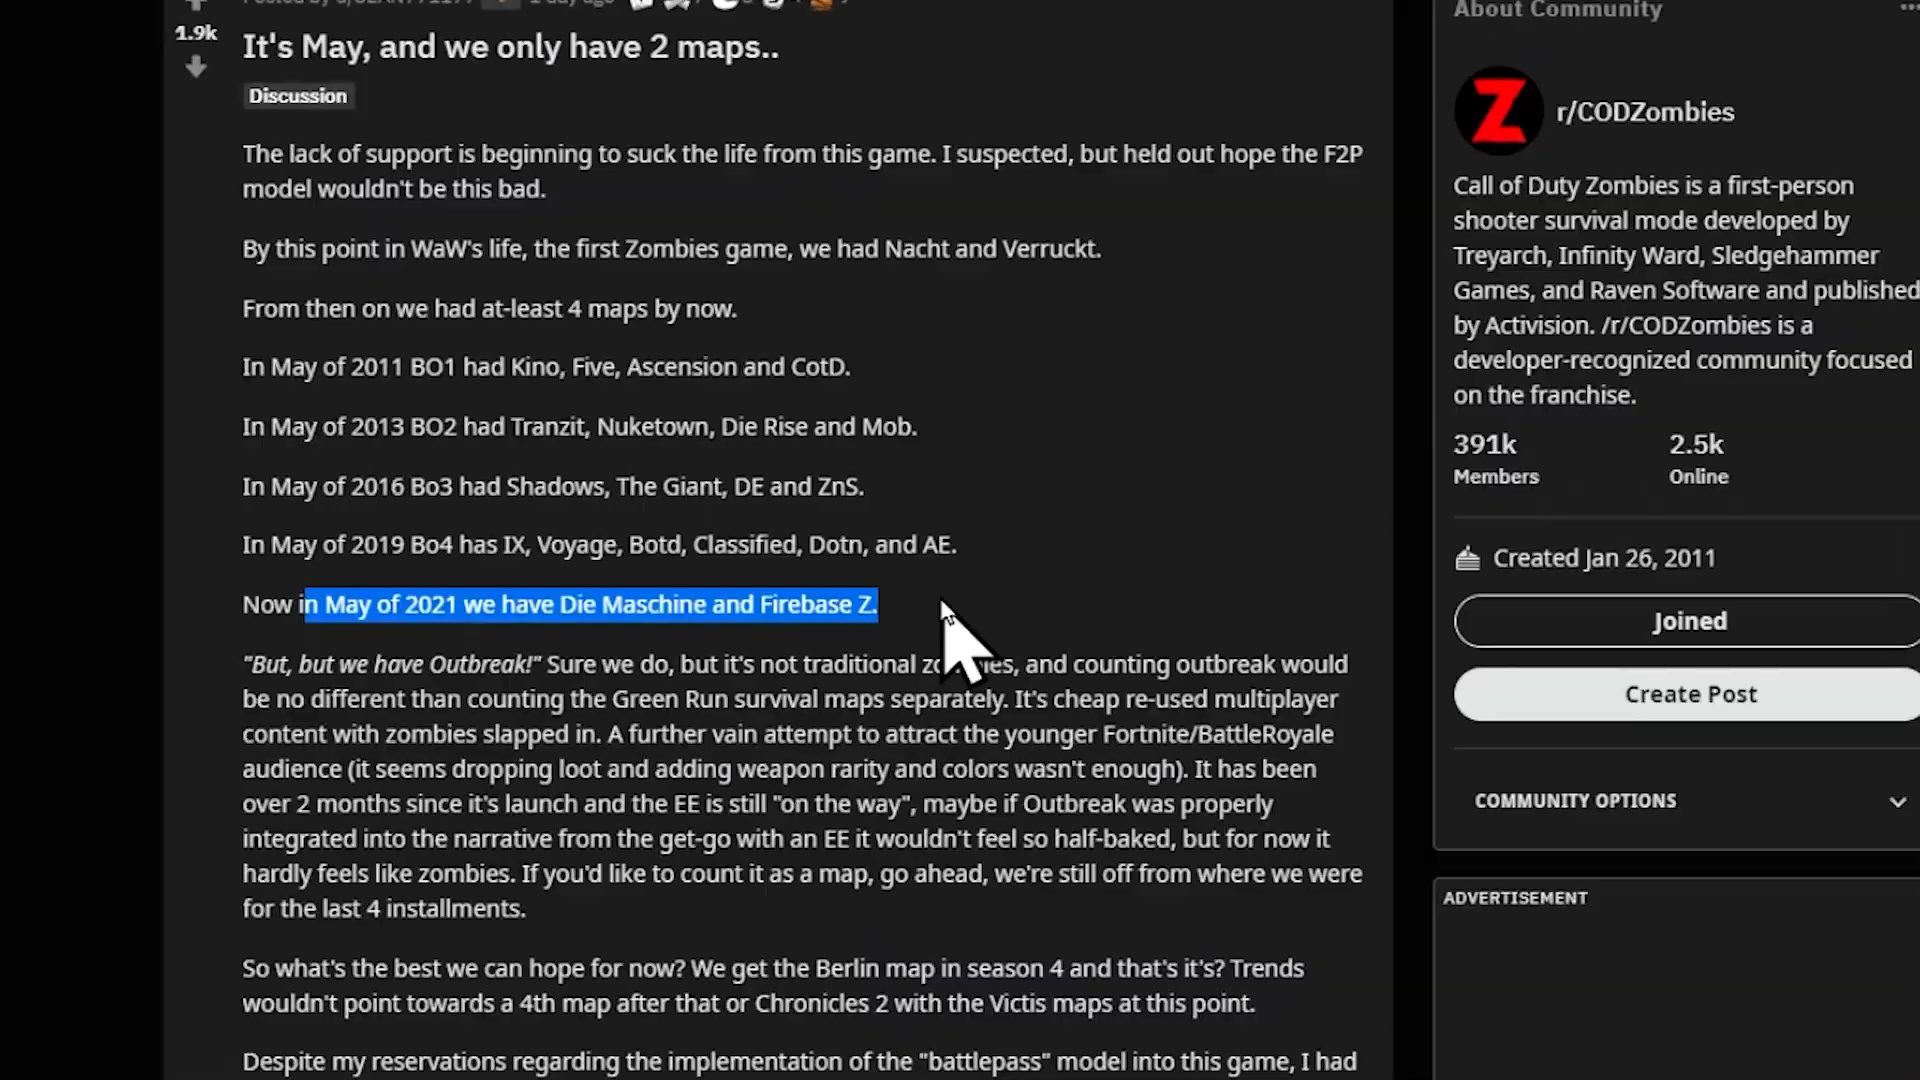 1.9k
It's May, and we only have 2 maps..
Discussion
The lack of support is beginning to suck the life from this game. I suspected, but held out hope the F2P
model wouldn't be this bad.
By this point in WaW's life, the first Zombies game, we had Nacht and Verruckt.
From then on we had at-least 4 maps by now.
In May of 2011 BO1 had Kino, Five, Ascension and CotD.
In May of 2013 BO2 had Tranzit, Nuketown, Die Rise and Mob.
In May of 2016 Bo3 had Shadows, The Giant, DE and ZnS.
In May of 2019 Bo4 has IX, Voyage, Botd, Classified, Dotn, and AE.
Now in May of 2021 we have Die Maschine and Firebase Z.
"But, but we have Outbreak!" Sure we do, but it's not traditional zombies, and counting outbreak would
be no different than counting the Green Run survival maps separately. It's cheap re-used multiplayer
content with zombies slapped in. A further vain attempt to attract the younger Fortnite/BattleRoyale
audience (it seems dropping loot and adding weapon rarity and colors wasn't enough). It has been
over 2 months since it's launch and the EE is still "on the way", maybe if Outbreak was properly
integrated into the narrative from the get-go with an EE it wouldn't feel so half-baked, but for now it
hardly feels like zombies. If you'd like to count it as a map, go ahead, we're still off from where we were
for the last 4 installments.
So what's the best we can hope for now? We get the Berlin map in season 4 and that's it's? Trends
wouldn't point towards a 4th map after that or Chronicles 2 with the Victis maps at this point.
Despite my reservations regarding the implementation of the "battlepass" model into this game, I had
About Community
Z
r/CODZombies
Call of Duty Zombies is a first-person
shooter survival mode developed by
Treyarch, Infinity Ward, Sledgehammer
Games, and Raven Software and published
by Activision. /r/CODZombies is a
developer-recognized community focused
on the franchise.
391k 2.5k
Members Online
Created Jan 26, 2011
Joined
Create Post
COMMUNITY OPTIONS
ADVERTISEMENT